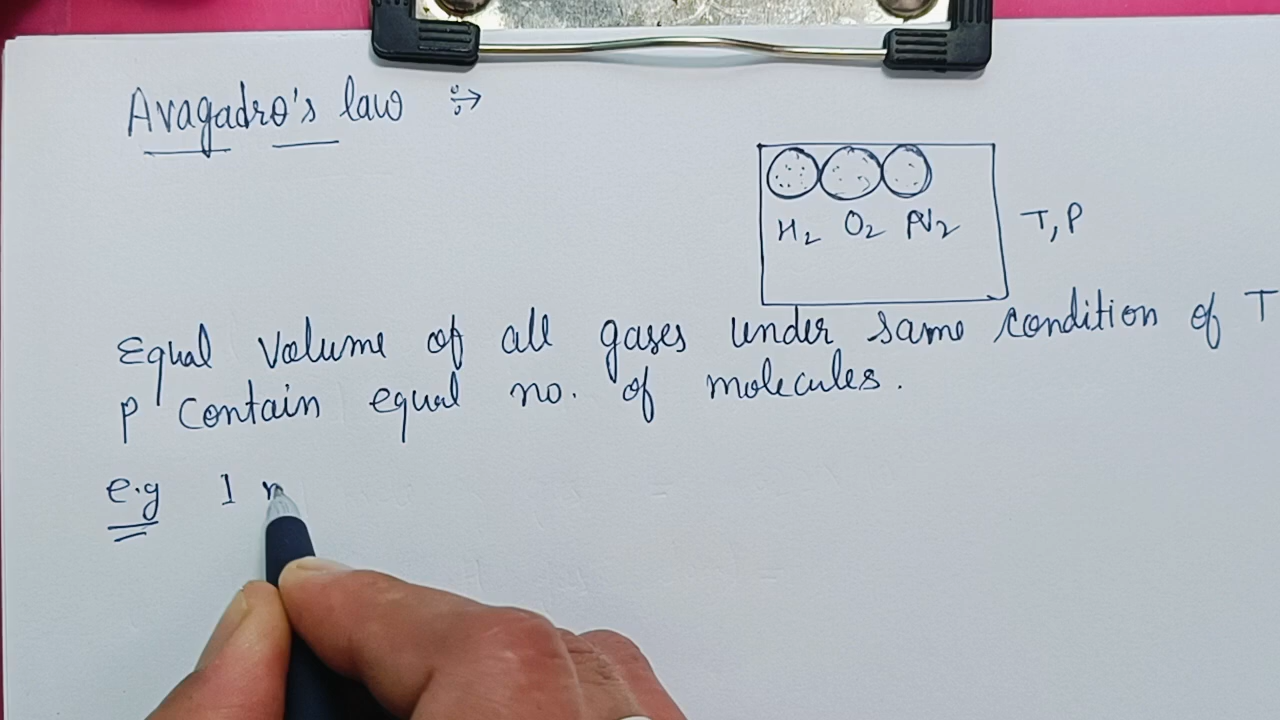 Avagadro's law ÷→
H2 O2 N2 T, P
Equal volume of all gases under same condition of T
P contain equal no. of molecules.
e.g 1